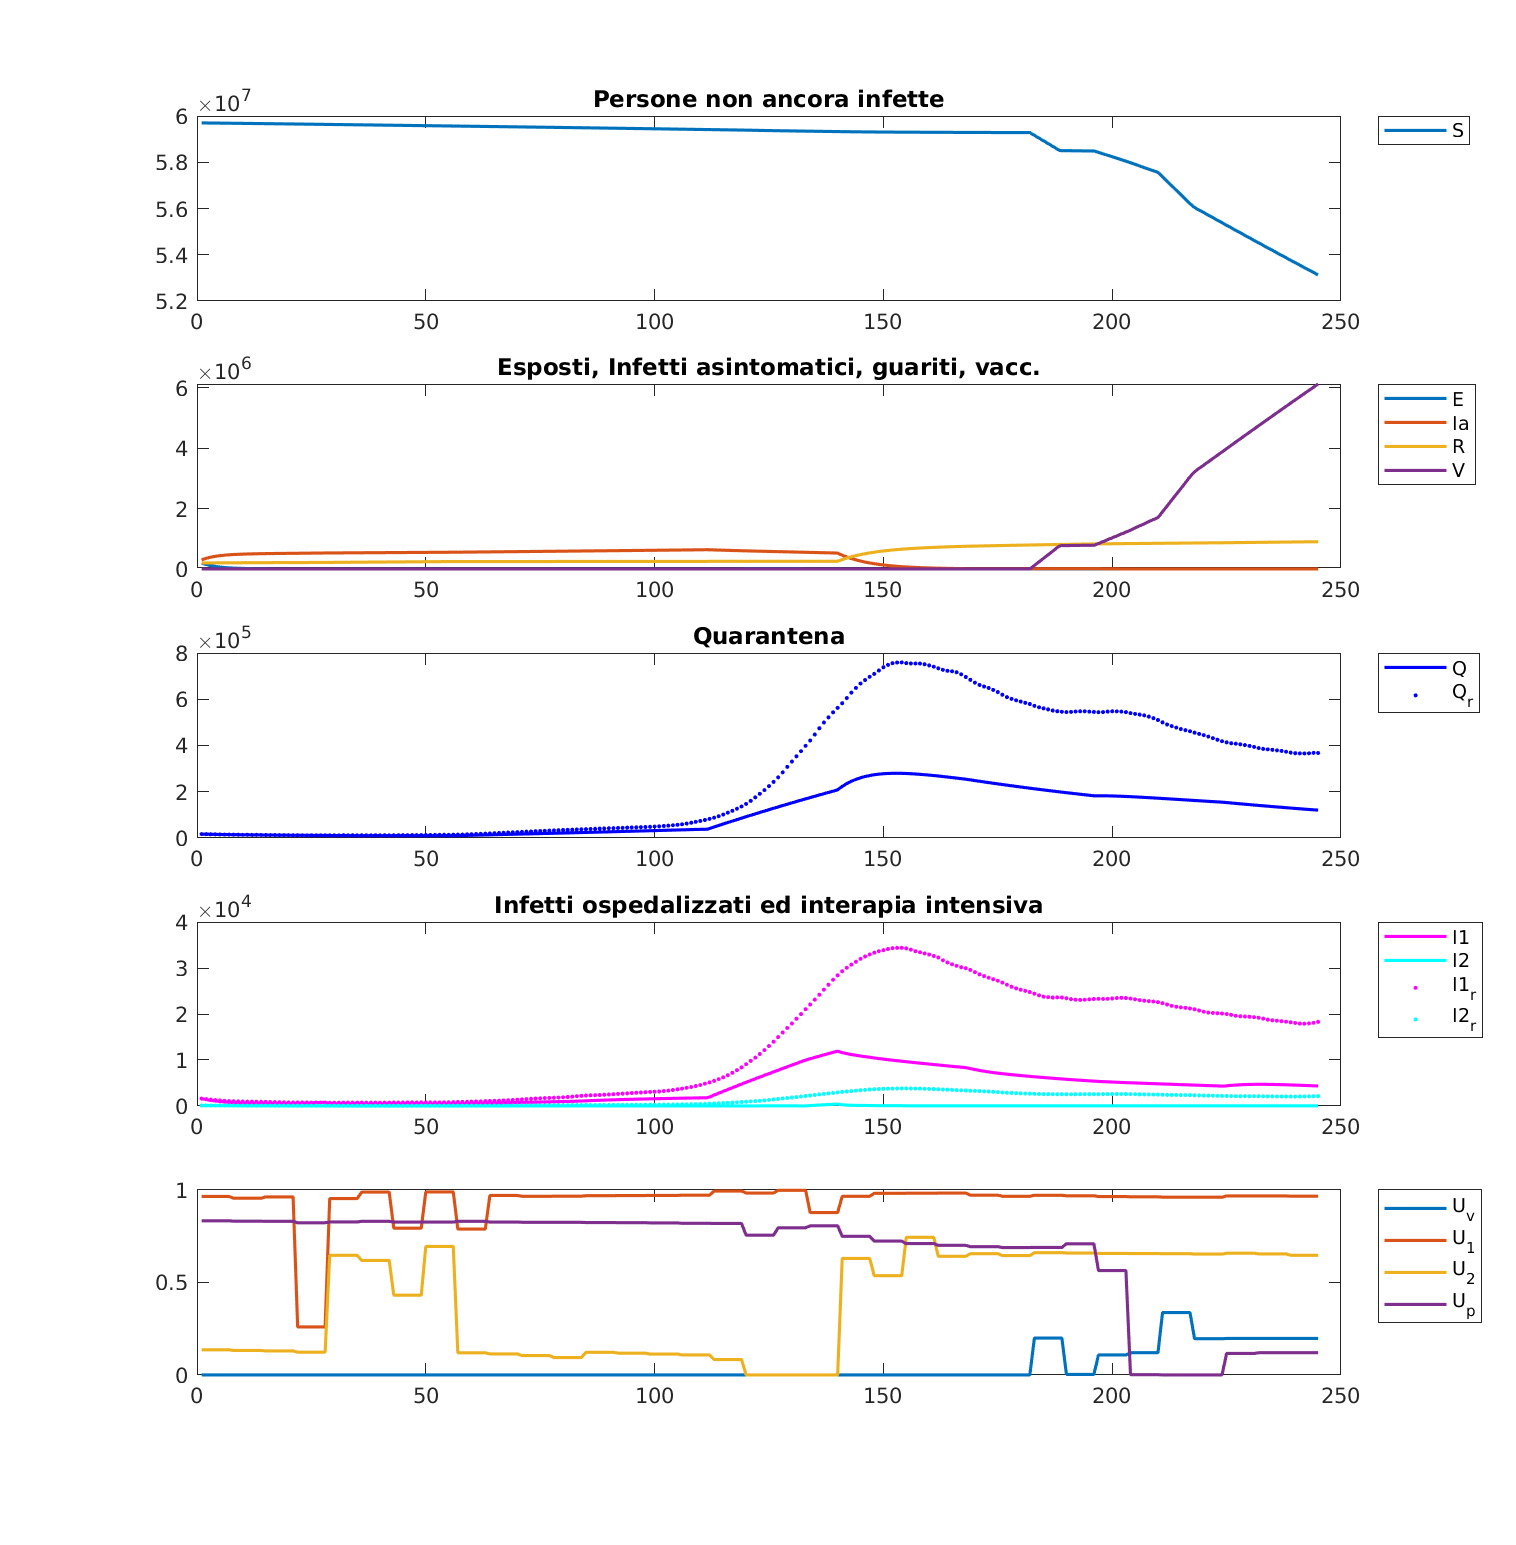 ×10^7
Persone non ancora infette
6
5.8
5.6
5.4
5.2
0 50 100 150 200 250
S
×10^6
Esposti, Infetti asintomatici, guariti, vacc.
6
4
2
0
0 50 100 150 200 250
E
Ia
R
V
×10^5
Quarantena
8
6
4
2
0
0 50 100 150 200 250
Q
Q_r
×10^4
Infetti ospedalizzati ed interapia intensiva
4
3
2
1
0
0 50 100 150 200 250
I1
I2
I1_r
I2_r
1
0.5
0
0 50 100 150 200 250
U_v
U_1
U_2
U_p